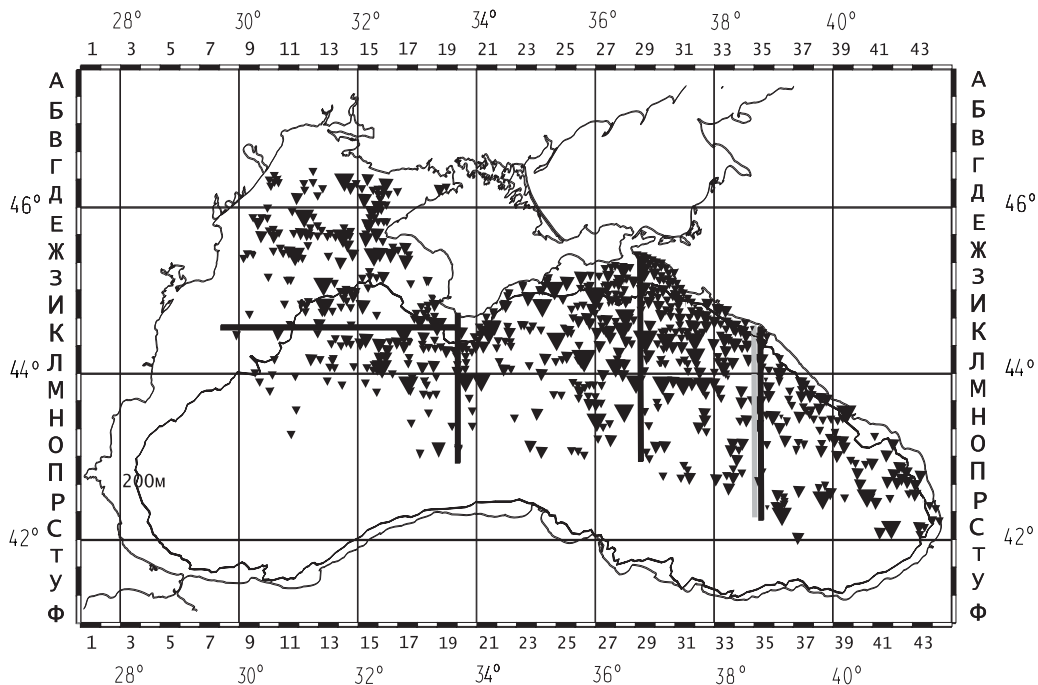 28° 30° 32° 34° 36° 38° 40°
1 3 5 7 9 11 13 15 17 19 21 23 25 27 29 31 33 35 37 39 41 43
А А
Б Б
В В
Г Г
Д Д
46° 46°
Е Е
Ж Ж
З З
И И
К К
Л Л
44° 44°
М М
Н Н
О О
П П
200м
Р Р
С С
42° 42°
Т Т
У У
Ф Ф
1 3 5 7 9 11 13 15 17 19 21 23 25 27 29 31 33 35 37 39 41 43
28° 30° 32° 34° 36° 38° 40°